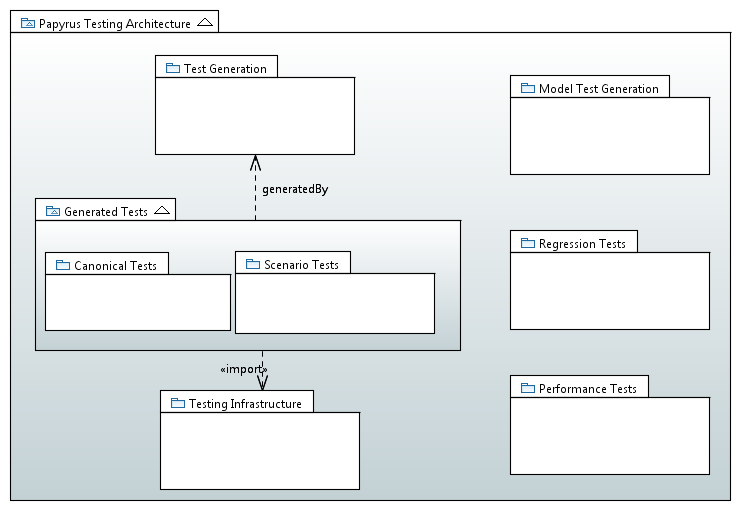 Papyrus Testing Architecture
Test Generation
Model Test Generation
generatedBy
Generated Tests
Canonical Tests
Scenario Tests
Regression Tests
«import»
Testing Infrastructure
Performance Tests